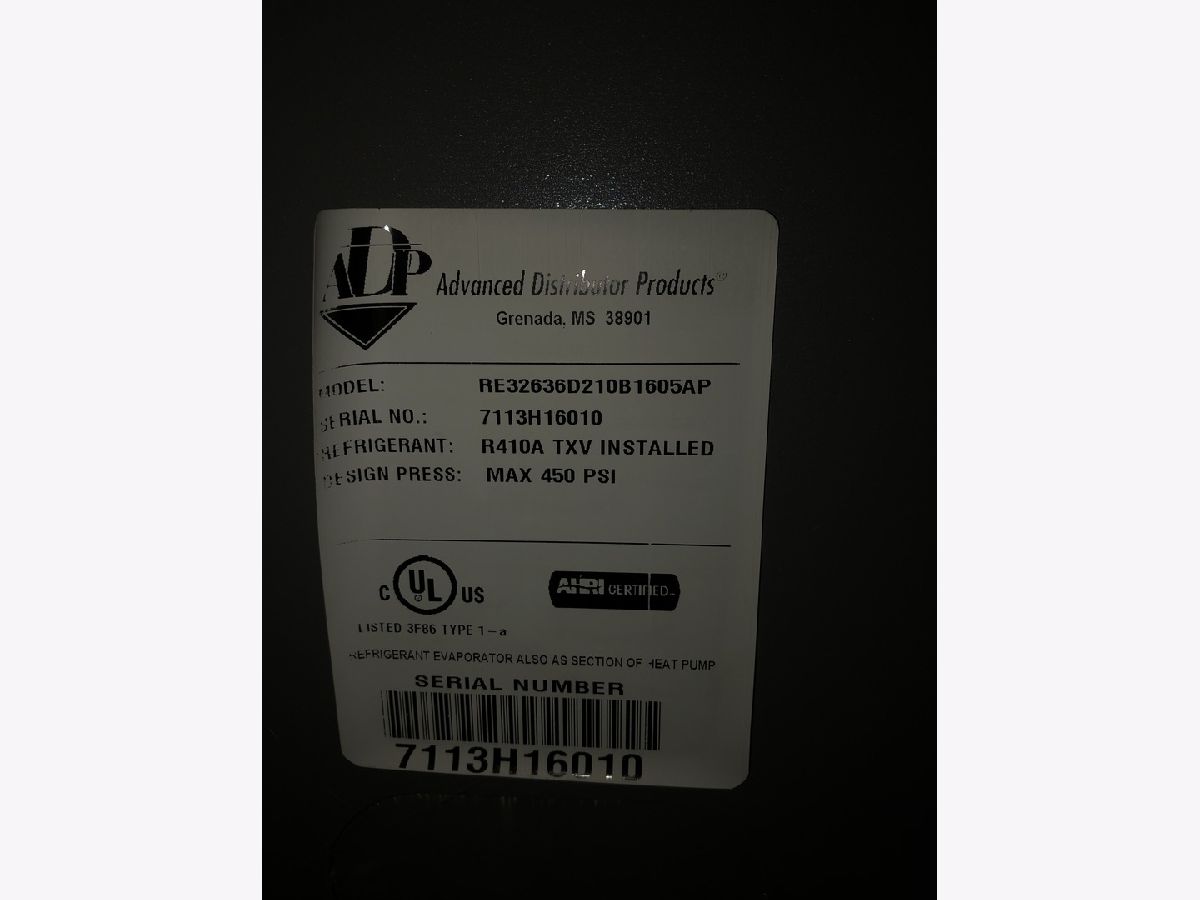 ADP
Advanced Distributor Products®
Grenada, MS 38901
MODEL: RE32636D210B1605AP
SERIAL NO.: 7113H16010
REFRIGERANT: R410A TXV INSTALLED
DESIGN PRESS: MAX 450 PSI
C UL US
AHRI CERTIFIED™
LISTED 3F86 TYPE 1-a
REFRIGERANT EVAPORATOR ALSO AS SECTION OF HEAT PUMP
SERIAL NUMBER
7113H16010